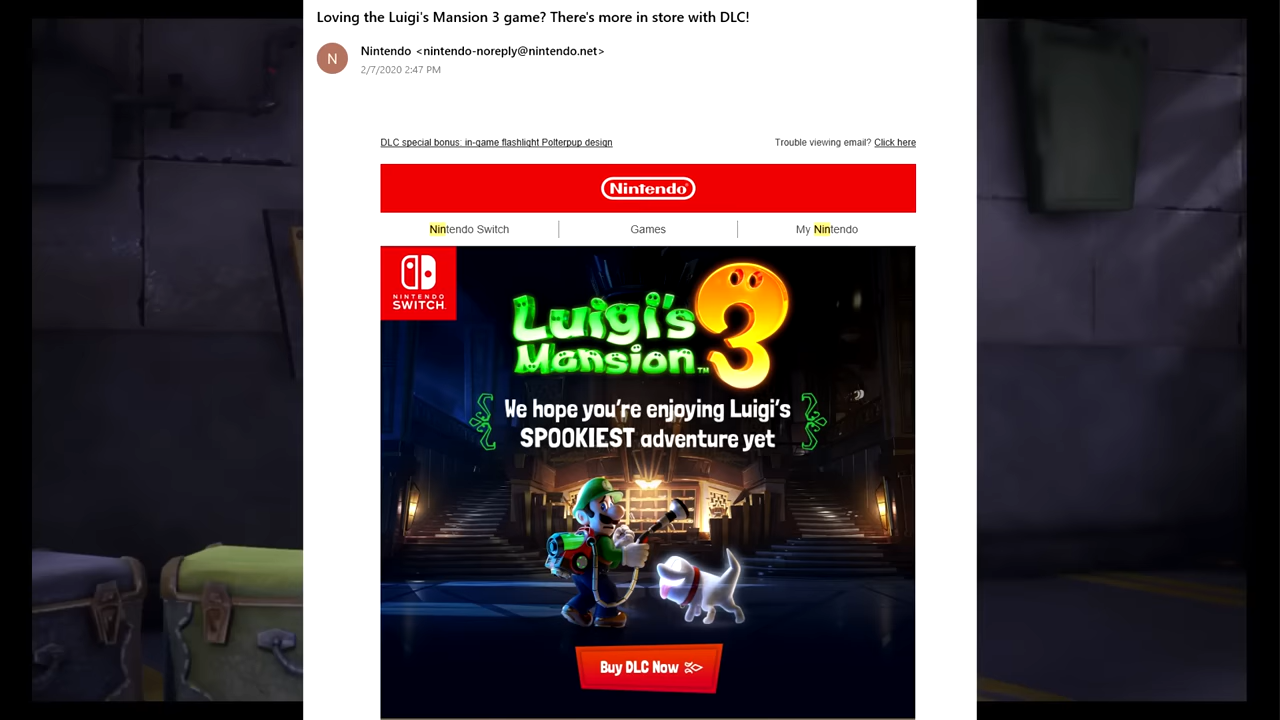 Loving the Luigi's Mansion 3 game? There's more in store with DLC!
N
Nintendo <nintendo-noreply@nintendo.net>
2/7/2020 2:47 PM
DLC special bonus: in-game flashlight Polterpup design
Trouble viewing email? Click here
Nintendo
Nintendo Switch
Games
My Nintendo
NINTENDO
SWITCH
Luigi's
Mansion™ 3
We hope you're enjoying Luigi's
SPOOKIEST adventure yet
Buy DLC Now